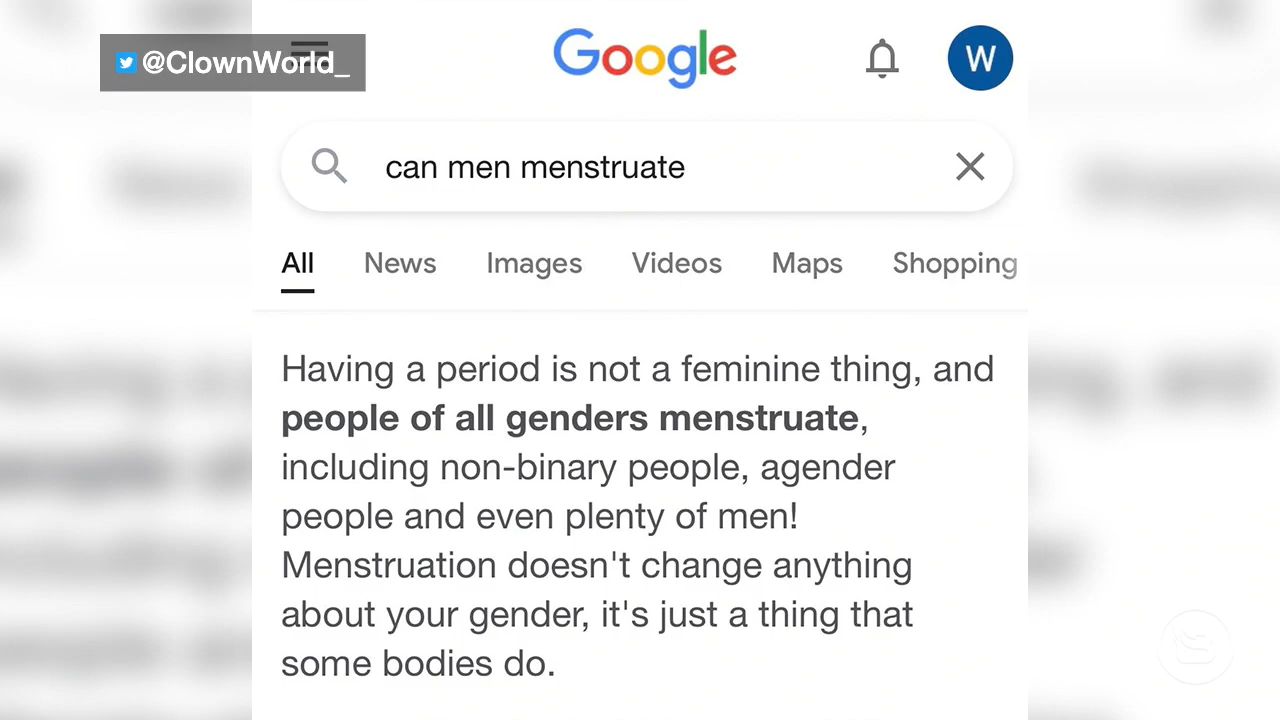 @ClownWorld_
Google
W
can men menstruate
All News Images Videos Maps Shopping
Having a period is not a feminine thing, and
people of all genders menstruate,
including non-binary people, agender
people and even plenty of men!
Menstruation doesn't change anything
about your gender, it's just a thing that
some bodies do.